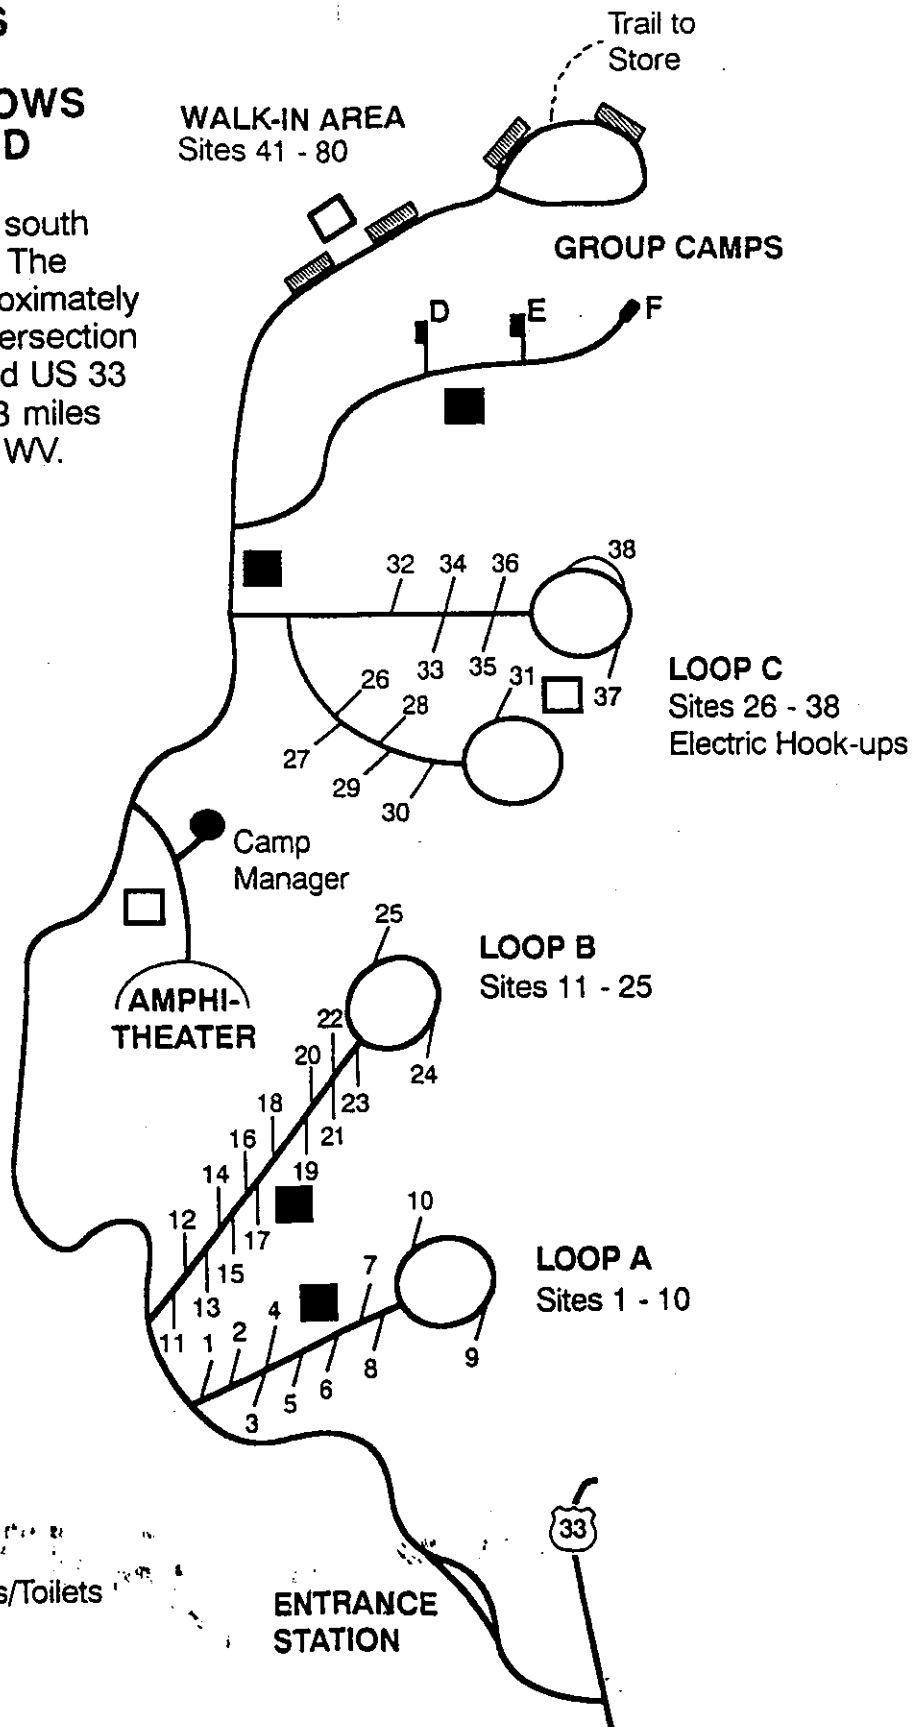 S
OWS
D
south
The
oximately
ersection
d US 33
3 miles
WV.
Trail to
Store
WALK-IN AREA
Sites 41 - 80
GROUP CAMPS
D
E
F
32
34
36
38
33
35
37
31
26
28
27
29
30
LOOP C
Sites 26 - 38
Electric Hook-ups
Camp
Manager
AMPHI-
THEATER
25
LOOP B
Sites 11 - 25
22
20
24
23
18
21
16
19
14
17
12
15
13
11
10
LOOP A
Sites 1 - 10
7
4
2
1
9
8
6
5
3
33
s/Toilets
ENTRANCE
STATION